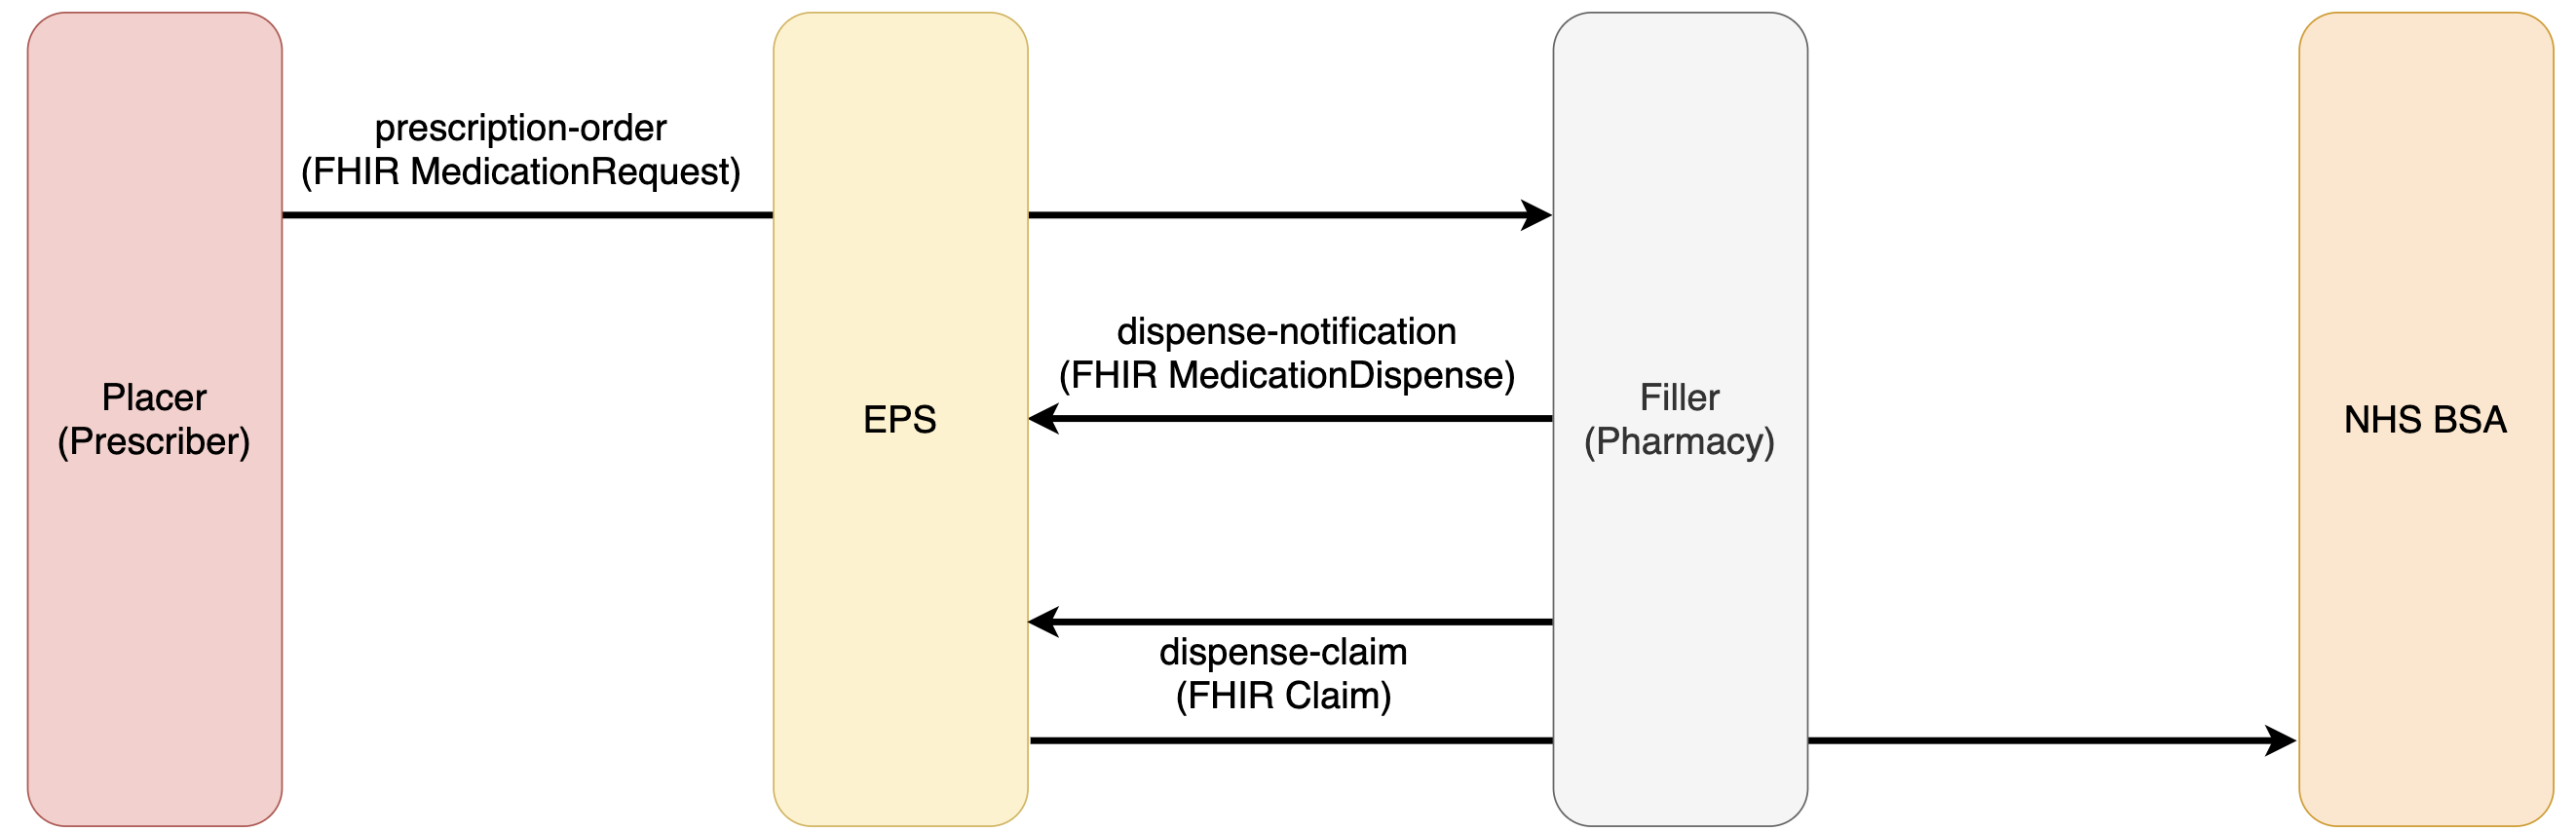 prescription-order
(FHIR MedicationRequest)
dispense-notification
(FHIR MedicationDispense)
Placer
(Prescriber)
EPS
Filler
(Pharmacy)
NHS BSA
dispense-claim
(FHIR Claim)